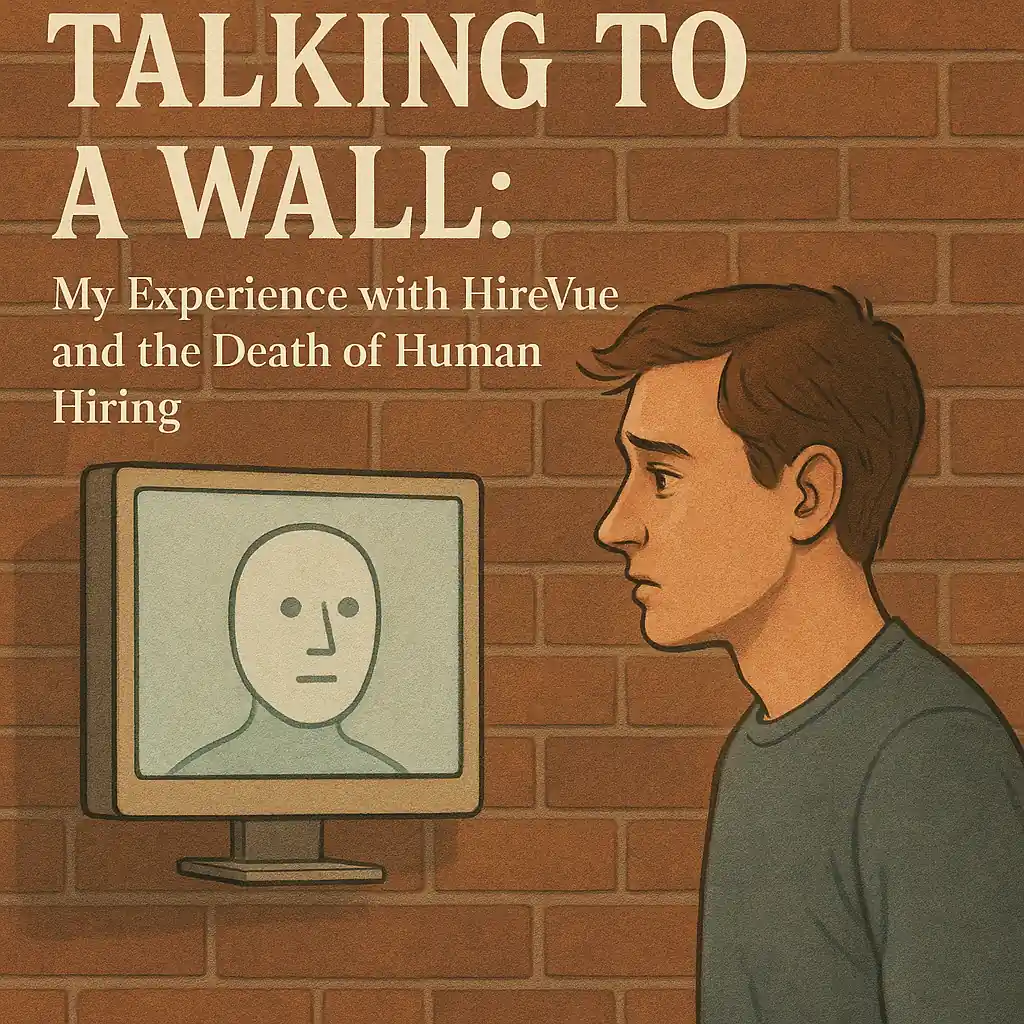 TALKING TO
A WALL:
My Experience with HireVue
and the Death of Human
Hiring